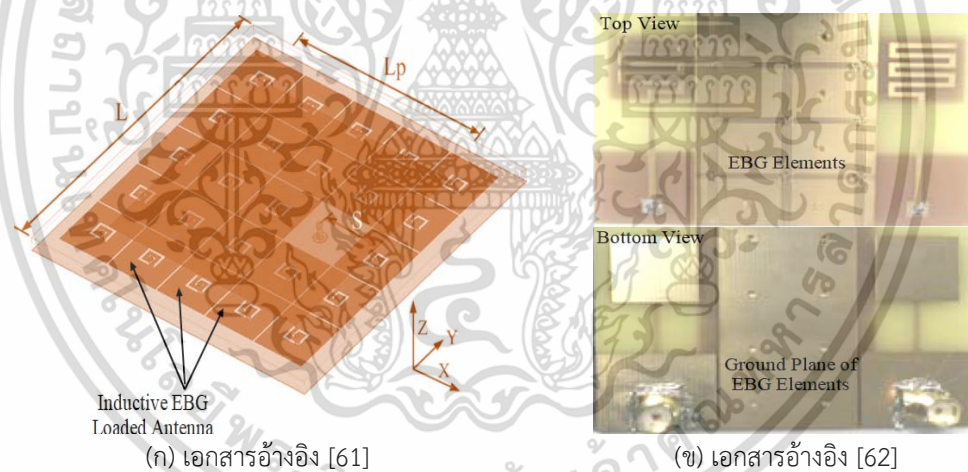 L
Lp
S
Z
Y
X
Inductive EBG
Loaded Antenna
(ก) เอกสารอ้างอิง [61]
Top View
EBG Elements
Bottom View
Ground Plane of
EBG Elements
(ข) เอกสารอ้างอิง [62]